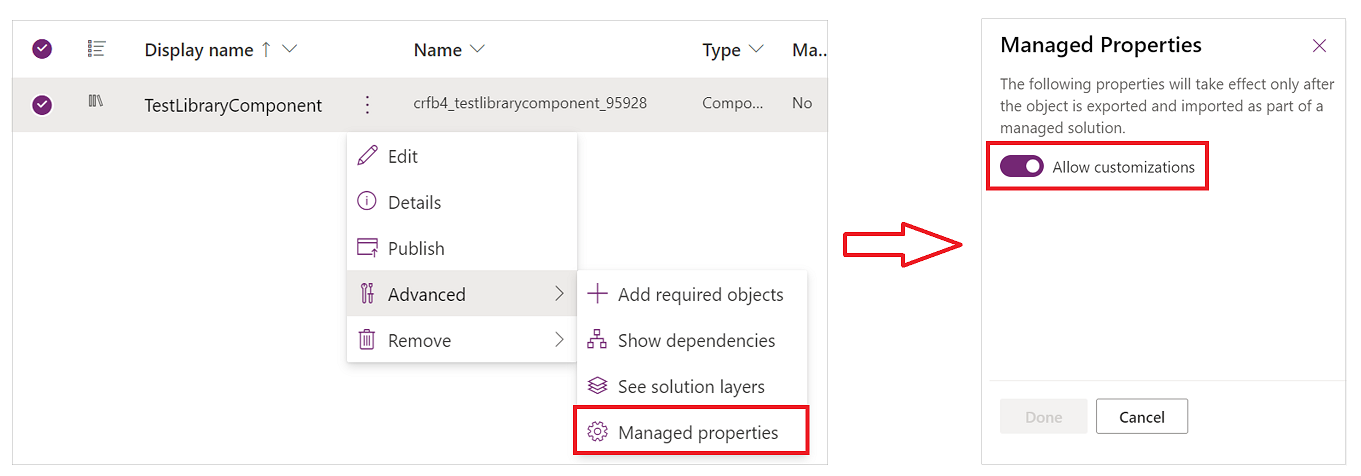 Display name ↑ Name Type Ma..
TestLibraryComponent crfb4_testlibrarycomponent_95928 Compo... No
Edit
Details
Publish
Advanced
Remove
Add required objects
Show dependencies
See solution layers
Managed properties
Managed Properties
The following properties will take effect only after
the object is exported and imported as part of a
managed solution.
Allow customizations
Done Cancel